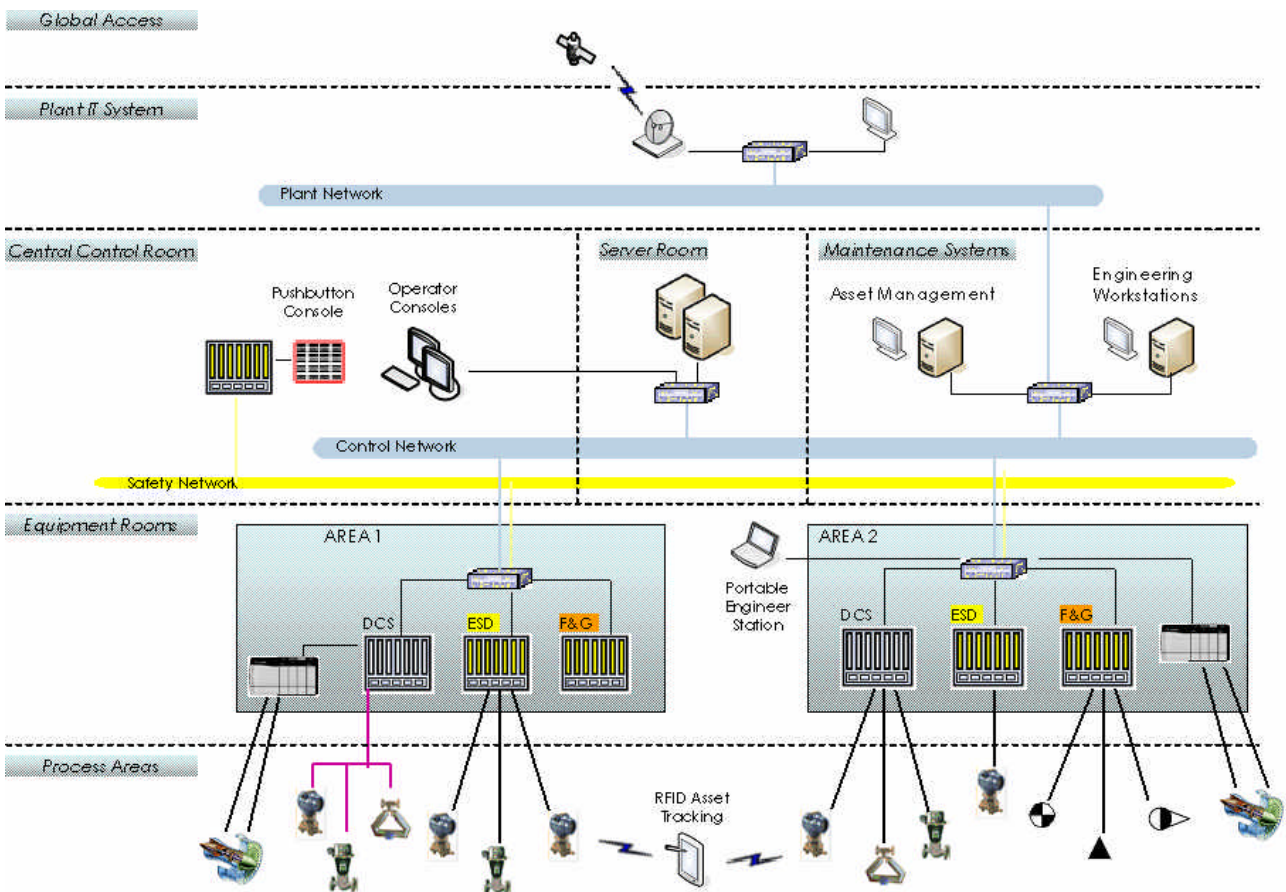 Global Access
Plant IT System
Plant Network
Central Control Room
Server Room
Maintenance Systems
Pushbutton
Console
Operator
Consoles
Asset Management
Engineering
Workstations
Control Network
Safety Network
Equipment Rooms
AREA 1
AREA 2
Portable
Engineer
Station
DCS
ESD
F&G
DCS
ESD
F&G
Process Areas
RFID Asset
Tracking